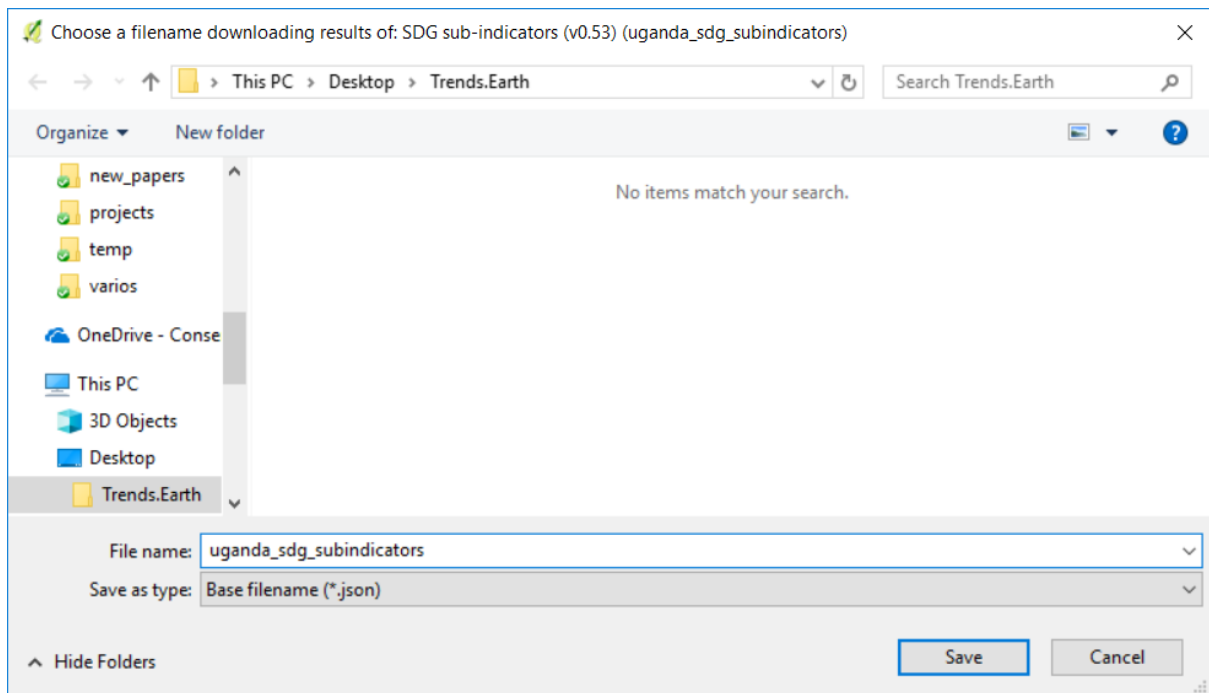 Choose a filename downloading results of: SDG sub-indicators (v0.53) (uganda_sdg_subindicators)
This PC > Desktop > Trends.Earth
Search Trends.Earth
Organize
New folder
new_papers
projects
temp
varios
OneDrive - Conse
This PC
3D Objects
Desktop
Trends.Earth
No items match your search.
File name: uganda_sdg_subindicators
Save as type: Base filename (*.json)
Hide Folders
Save
Cancel